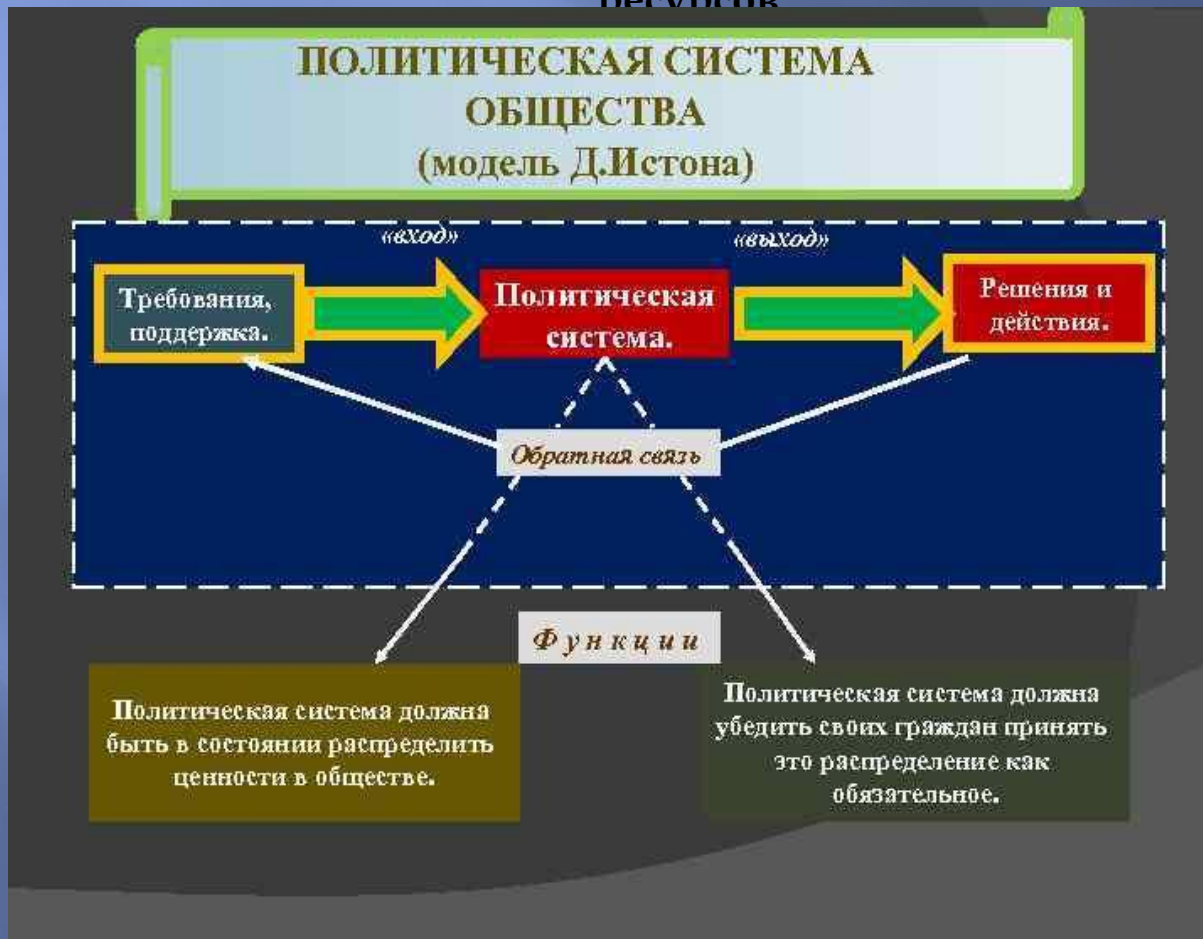 ресурсов
ПОЛИТИЧЕСКАЯ СИСТЕМА
ОБЩЕСТВА
(модель Д.Истона)
«вход»
«выход»
Требования,
поддержка.
Политическая
система.
Решения и
действия.
Обратная связь
Функции
Политическая система должна
быть в состоянии распределить
ценности в обществе.
Политическая система должна
убедить своих граждан принять
это распределение как
обязательное.